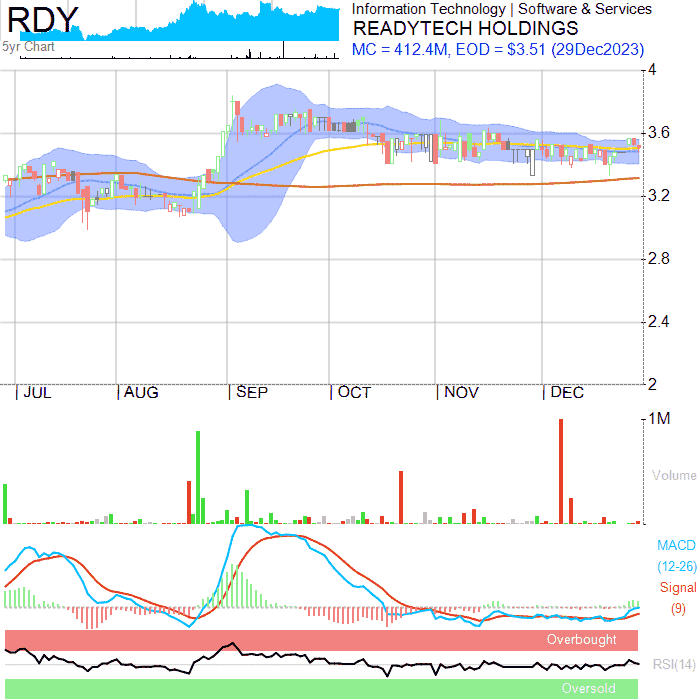 RDY
5yr Chart
Information Technology | Software & Services
READYTECH HOLDINGS
MC = 412.4M, EOD = $3.51 (29Dec2023)
4
3.6
3.2
2.8
2.4
2
JUL AUG SEP OCT NOV DEC
1M
Volume
MACD
(12-26)
Signal
(9)
Overbought
RSI(14)
Oversold